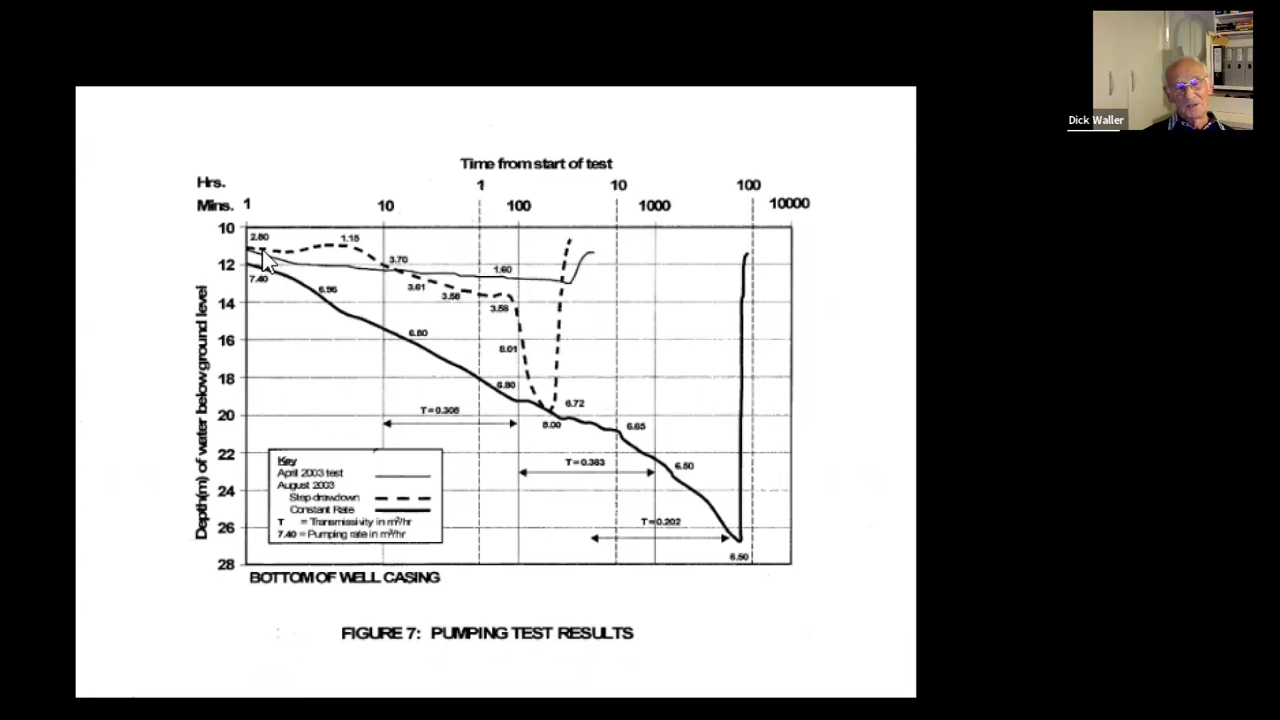 Dick Waller
Time from start of test
Hrs. 1 10 100
Mins. 1 10 100 1000 10000
Depth(m) of water below ground level
10
12
14
16
18
20
22
24
26
28
2.80
1.15
3.70
7.40
3.61
1.60
6.95
3.56
3.58
6.80
8.01
6.80
6.72
T=0.306
8.00
6.65
T=0.383
6.50
T=0.202
6.50
Key
April 2003 test
August 2003
Step-drawdown
Constant Rate
T = Transmissivity in m²/hr
7.40 = Pumping rate in m³/hr
BOTTOM OF WELL CASING
FIGURE 7: PUMPING TEST RESULTS